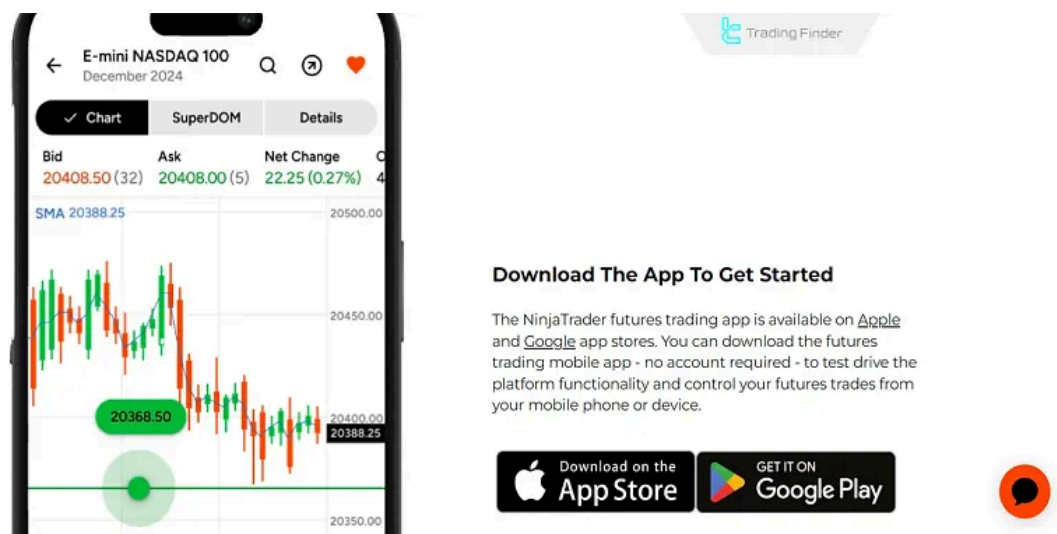 Trading Finder
E-mini NASDAQ 100
December 2024
Chart
SuperDOM
Details
Bid
Ask
Net Change
C
20408.50 (32)
20408.00 (5)
22.25 (0.27%)
4
SMA 20388.25
20500.00
20450.00
20368.50
20400.00
20388.25
20350.00
Download The App To Get Started
The NinjaTrader futures trading app is available on Apple
and Google app stores. You can download the futures
trading mobile app - no account required - to test drive the
platform functionality and control your futures trades from
your mobile phone or device.
Download on the
App Store
GET IT ON
Google Play